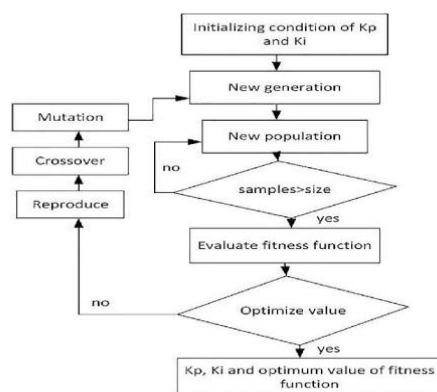 Initializing condition of Kp
and Ki
New generation
Mutation
New population
no
Crossover
samples>size
Reproduce
yes
Evaluate fitness function
no
Optimize value
yes
Kp, Ki and optimum value of fitness
function